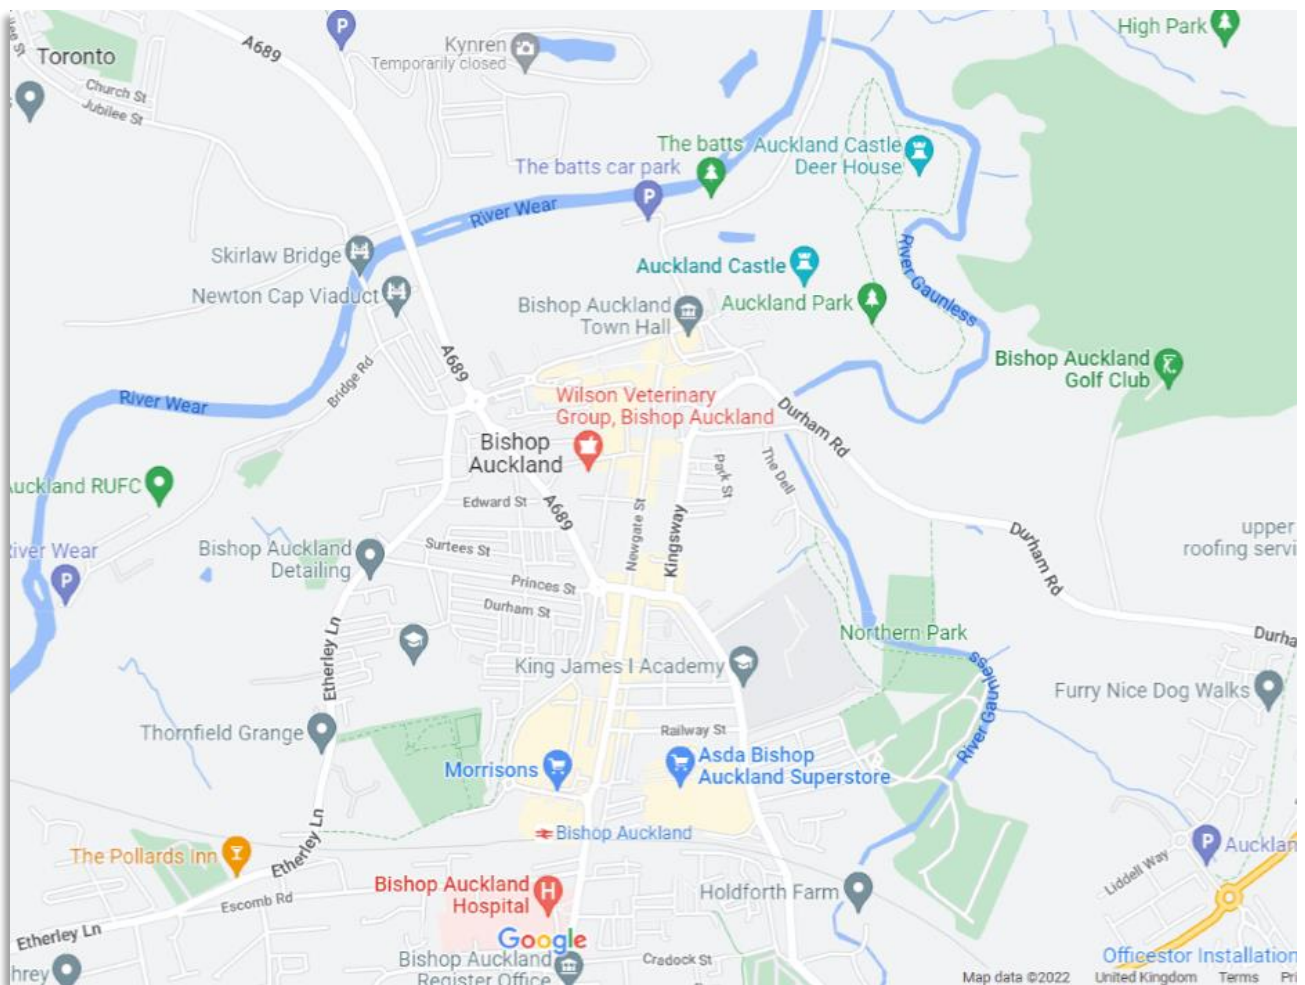 High Park
Kynren
Temporarily closed
Toronto
A689
Church St
Jubilee St
The batts
Auckland Castle
Deer House
The batts car park
River Wear
Skirlaw Bridge
Newton Cap Viaduct
Auckland Castle
River Gaunless
Auckland Park
Bishop Auckland
Town Hall
A689
Bishop Auckland
Golf Club
Bridge Rd
River Wear
Wilson Veterinary
Group, Bishop Auckland
Durham Rd
Bishop
Auckland
Park St
The Dell
Auckland RUFC
Edward St
A689
Newgate St
Kingsway
Durham Rd
upper
roofing servi
River Wear
Bishop Auckland
Detailing
Surtees St
Princes St
Durham St
Northern Park
Durha
Etherley Ln
King James I Academy
River Gaunless
Furry Nice Dog Walks
Thornfield Grange
Railway St
Morrisons
Asda Bishop
Auckland Superstore
Bishop Auckland
Etherley Ln
The Pollards Inn
Aucklan
Liddell Way
Bishop Auckland
Hospital
Holdforth Farm
Escomb Rd
Etherley Ln
Google
Bishop Auckland
Register Office
Cradock St
Officestor Installation
phrey
Map data ©2022 United Kingdom Terms Pri